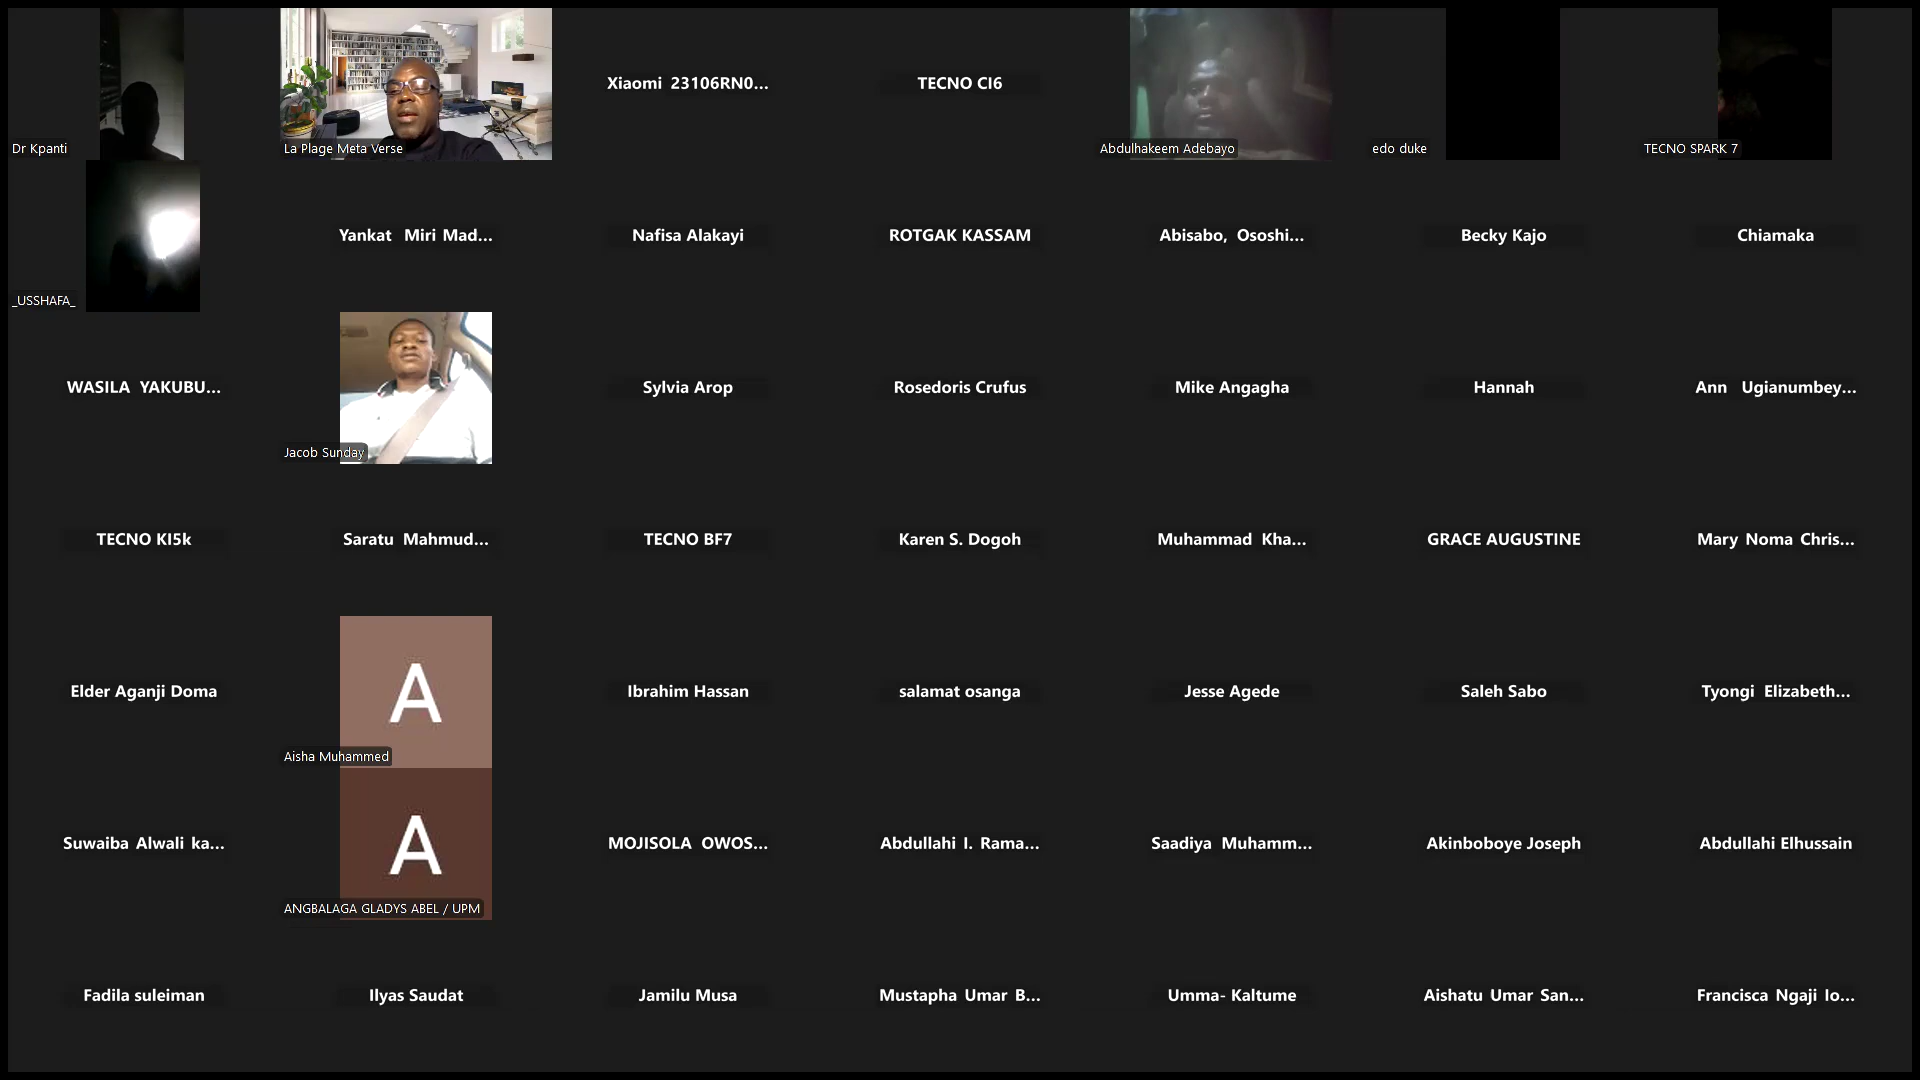 Dr Kpanti
La Plage Meta Verse
Xiaomi 23106RN0...
TECNO CI6
Abdulhakeem Adebayo
edo duke
TECNO SPARK 7
_USSHAFA_
Yankat Miri Mad...
Nafisa Alakayi
ROTGAK KASSAM
Abisabo, Ososhi...
Becky Kajo
Chiamaka
WASILA YAKUBU...
Jacob Sunday
Sylvia Arop
Rosedoris Crufus
Mike Angagha
Hannah
Ann Ugianumbey...
TECNO KI5k
Saratu Mahmud...
TECNO BF7
Karen S. Dogoh
Muhammad Kha...
GRACE AUGUSTINE
Mary Noma Chris...
Elder Aganji Doma
A
Aisha Muhammed
Ibrahim Hassan
salamat osanga
Jesse Agede
Saleh Sabo
Tyongi Elizabeth...
Suwaiba Alwali ka...
A
ANGBALAGA GLADYS ABEL / UPM
MOJISOLA OWOS...
Abdullahi I. Rama...
Saadiya Muhamm...
Akinboboye Joseph
Abdullahi Elhussain
Fadila suleiman
Ilyas Saudat
Jamilu Musa
Mustapha Umar B...
Umma- Kaltume
Aishatu Umar San...
Francisca Ngaji Io...